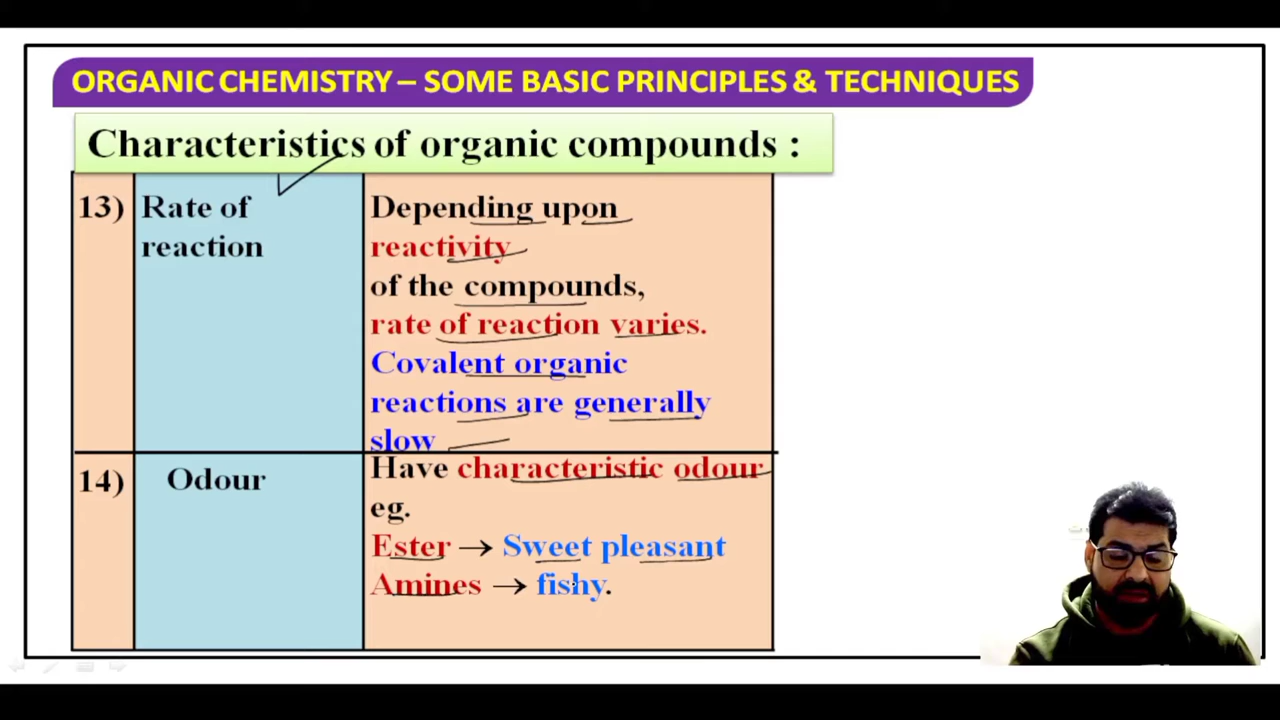 ORGANIC CHEMISTRY – SOME BASIC PRINCIPLES & TECHNIQUES
Characteristics of organic compounds :
13) Rate of reaction
Depending upon
reactivity
of the compounds,
rate of reaction varies.
Covalent organic
reactions are generally
slow
14) Odour
Have characteristic odour
eg.
Ester → Sweet pleasant
Amines → fishy.